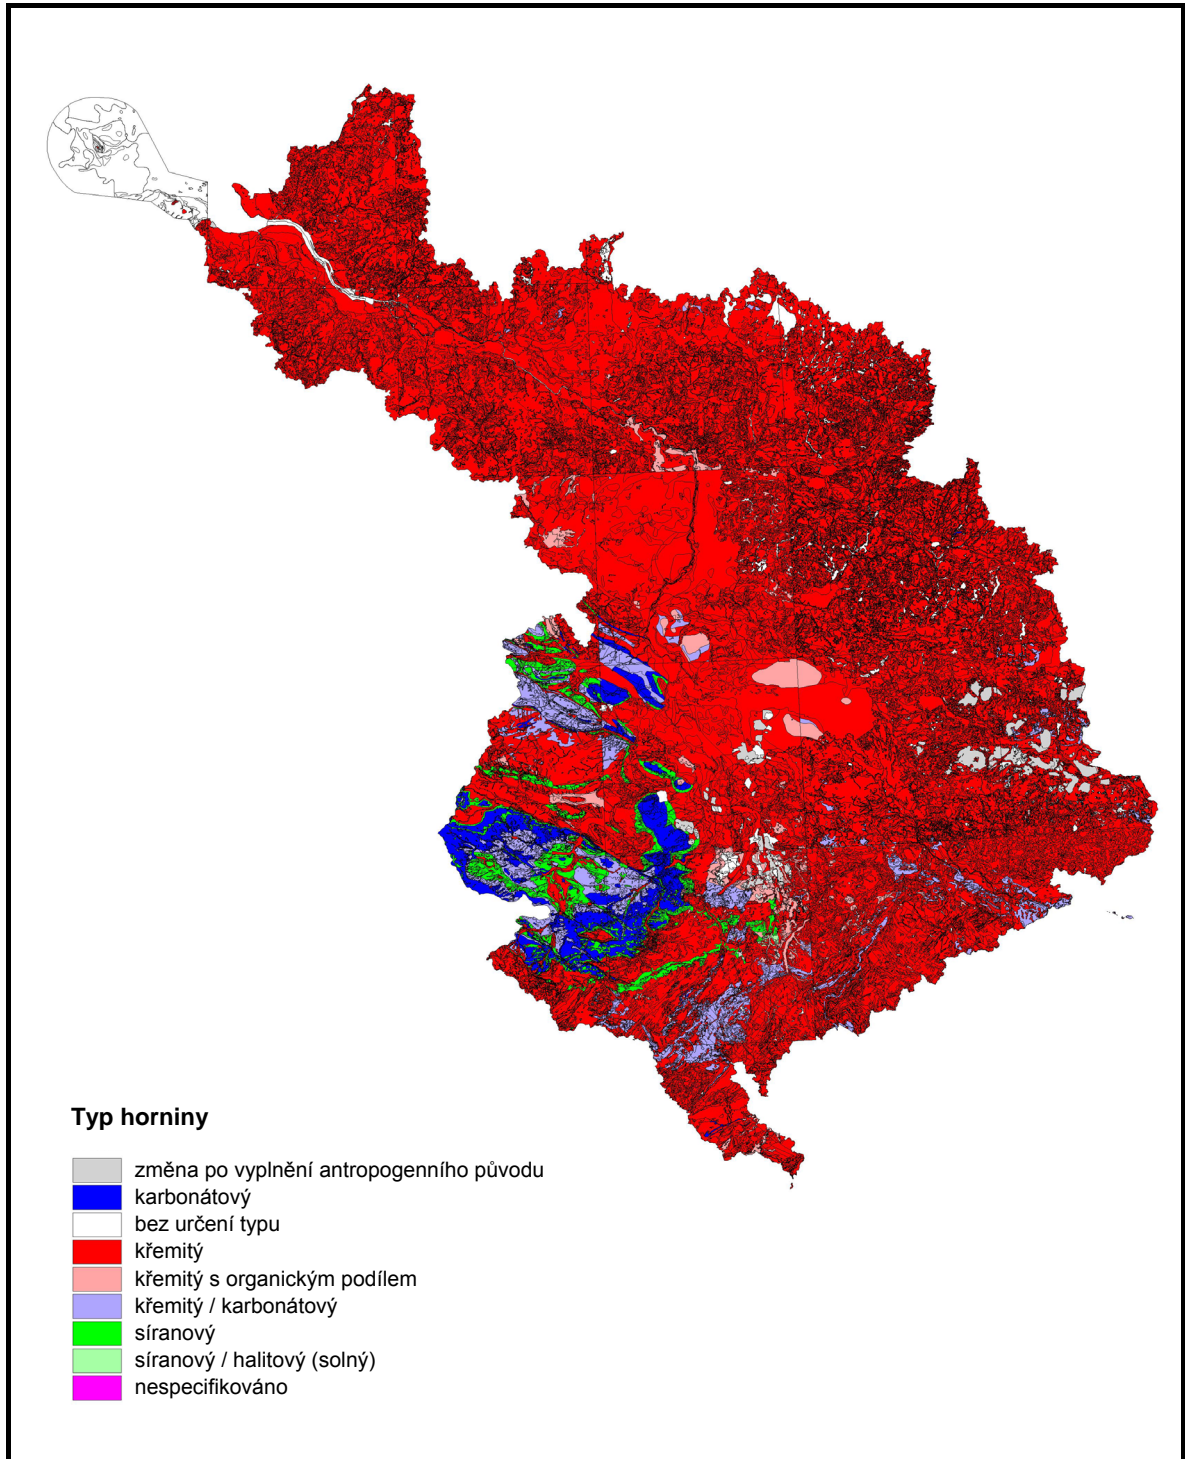 Typ horniny
změna po vyplnění antropogenního původu
karbonátový
bez určení typu
křemitý
křemitý s organickým podílem
křemitý / karbonátový
síranový
síranový / halitový (solný)
nespecifikováno